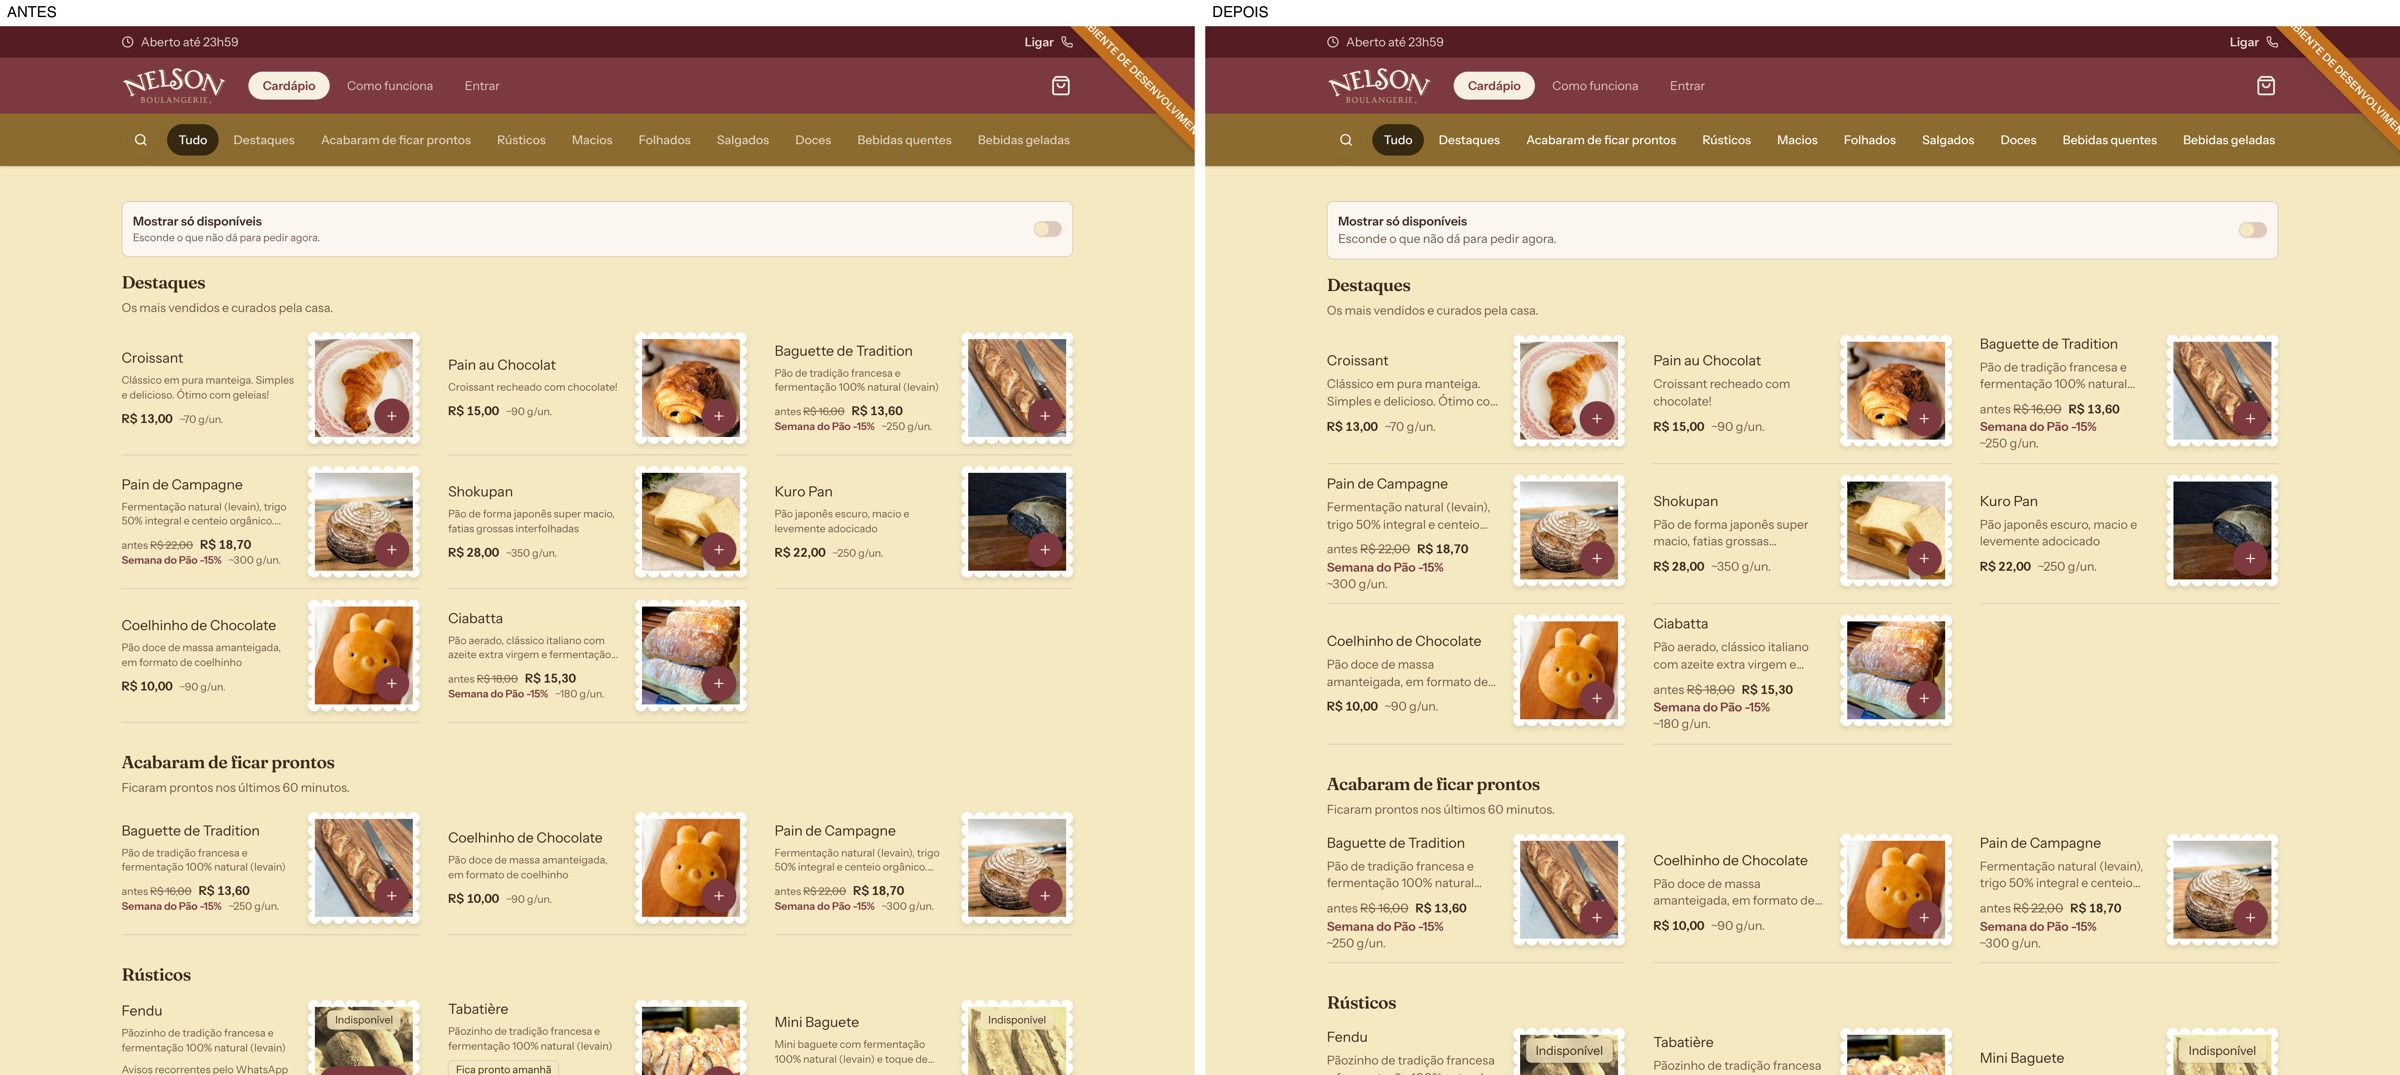 ANTES
Aberto até 23h59
Ligar
BIENTE DE DESENVOLVIMEN
NELSON
BOULANGERIE
Cardápio
Como funciona
Entrar
Tudo
Destaques
Acabaram de ficar prontos
Rústicos
Macios
Folhados
Salgados
Doces
Bebidas quentes
Bebidas geladas
Mostrar só disponíveis
Esconde o que não dá para pedir agora.
Destaques
Os mais vendidos e curados pela casa.
Croissant
Clássico em pura manteiga. Simples
e delicioso. Ótimo com geleias!
R$ 13,00 ~70 g/un.
Pain au Chocolat
Croissant recheado com chocolate!
R$ 15,00 ~90 g/un.
Baguette de Tradition
Pão de tradição francesa e
fermentação 100% natural (levain)
antes R$ 16,00 R$ 13,60
Semana do Pão -15% ~250 g/un.
Pain de Campagne
Fermentação natural (levain), trigo
50% integral e centeio orgânico....
antes R$ 22,00 R$ 18,70
Semana do Pão -15% ~300 g/un.
Shokupan
Pão de forma japonês super macio,
fatias grossas interfolhadas
R$ 28,00 ~350 g/un.
Kuro Pan
Pão japonês escuro, macio e
levemente adocicado
R$ 22,00 ~250 g/un.
Coelhinho de Chocolate
Pão doce de massa amanteigada,
em formato de coelhinho
R$ 10,00 ~90 g/un.
Ciabatta
Pão aerado, clássico italiano com
azeite extra virgem e fermentação...
antes R$ 18,00 R$ 15,30
Semana do Pão -15% ~180 g/un.
Acabaram de ficar prontos
Ficaram prontos nos últimos 60 minutos.
Baguette de Tradition
Pão de tradição francesa e
fermentação 100% natural (levain)
antes R$ 16,00 R$ 13,60
Semana do Pão -15% ~250 g/un.
Coelhinho de Chocolate
Pão doce de massa amanteigada,
em formato de coelhinho
R$ 10,00 ~90 g/un.
Pain de Campagne
Fermentação natural (levain), trigo
50% integral e centeio orgânico....
antes R$ 22,00 R$ 18,70
Semana do Pão -15% ~300 g/un.
Rústicos
Fendu
Pãozinho de tradição francesa e
fermentação 100% natural (levain)
Avisos recorrentes pelo WhatsApp
Indisponível
Tabatière
Pãozinho de tradição francesa e
fermentação 100% natural (levain)
Fica pronto amanhã
Mini Baguete
Mini baguete com fermentação
100% natural (levain) e toque de...
Indisponível
DEPOIS
Aberto até 23h59
Ligar
BIENTE DE DESENVOLVIMEN
NELSON
BOULANGERIE
Cardápio
Como funciona
Entrar
Tudo
Destaques
Acabaram de ficar prontos
Rústicos
Macios
Folhados
Salgados
Doces
Bebidas quentes
Bebidas geladas
Mostrar só disponíveis
Esconde o que não dá para pedir agora.
Destaques
Os mais vendidos e curados pela casa.
Croissant
Clássico em pura manteiga.
Simples e delicioso. Ótimo co...
R$ 13,00 ~70 g/un.
Pain au Chocolat
Croissant recheado com
chocolate!
R$ 15,00 ~90 g/un.
Baguette de Tradition
Pão de tradição francesa e
fermentação 100% natural...
antes R$ 16,00 R$ 13,60
Semana do Pão -15%
~250 g/un.
Pain de Campagne
Fermentação natural (levain),
trigo 50% integral e centeio...
antes R$ 22,00 R$ 18,70
Semana do Pão -15%
~300 g/un.
Shokupan
Pão de forma japonês super
macio, fatias grossas...
R$ 28,00 ~350 g/un.
Kuro Pan
Pão japonês escuro, macio e
levemente adocicado
R$ 22,00 ~250 g/un.
Coelhinho de Chocolate
Pão doce de massa
amanteigada, em formato de...
R$ 10,00 ~90 g/un.
Ciabatta
Pão aerado, clássico italiano
com azeite extra virgem e...
antes R$ 18,00 R$ 15,30
Semana do Pão -15%
~180 g/un.
Acabaram de ficar prontos
Ficaram prontos nos últimos 60 minutos.
Baguette de Tradition
Pão de tradição francesa e
fermentação 100% natural...
antes R$ 16,00 R$ 13,60
Semana do Pão -15%
~250 g/un.
Coelhinho de Chocolate
Pão doce de massa
amanteigada, em formato de...
R$ 10,00 ~90 g/un.
Pain de Campagne
Fermentação natural (levain),
trigo 50% integral e centeio...
antes R$ 22,00 R$ 18,70
Semana do Pão -15%
~300 g/un.
Rústicos
Fendu
Pãozinho de tradição francesa
Indisponível
Tabatière
Pãozinho de tradição francesa
Mini Baguete
Indisponível